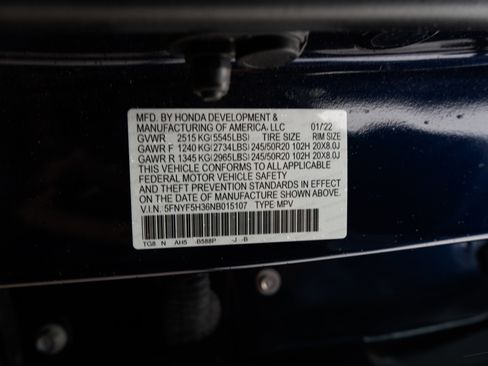 MFD. BY HONDA DEVELOPMENT &
MANUFACTURING OF AMERICA, LLC 01/22
GVWR 2515 KG (5545LBS) TIRE SIZE RIM SIZE
GAWR F 1240 KG (2734LBS) 245/50R20 102H 20X8.0J
GAWR R 1345 KG (2965LBS) 245/50R20 102H 20X8.0J
THIS VEHICLE CONFORMS TO ALL APPLICABLE
FEDERAL MOTOR VEHICLE SAFETY
AND THEFT PREVENTION STANDARDS IN EFFECT
ON THE DATE OF MANUFACTURE SHOWN ABOVE.
V.I.N. 5FNYF5H36NB015107 TYPE MPV
TG8 N AH5 -B588P -J -B